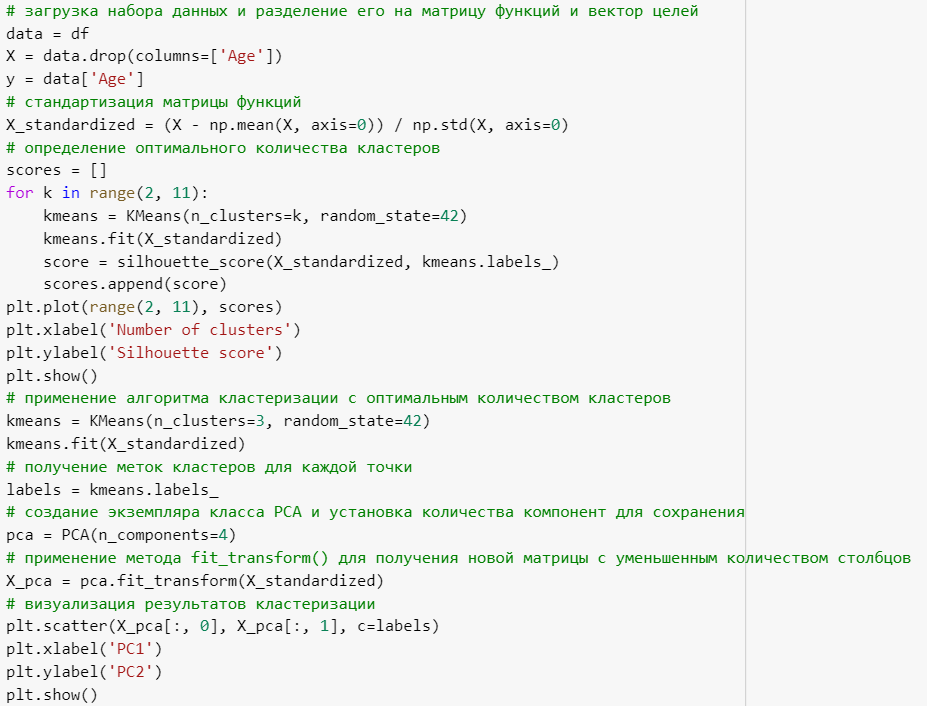 # загрузка набора данных и разделение его на матрицу функций и вектор целей
data = df
X = data.drop(columns=['Age'])
y = data['Age']
# стандартизация матрицы функций
X_standardized = (X - np.mean(X, axis=0)) / np.std(X, axis=0)
# определение оптимального количества кластеров
scores = []
for k in range(2, 11):
    kmeans = KMeans(n_clusters=k, random_state=42)
    kmeans.fit(X_standardized)
    score = silhouette_score(X_standardized, kmeans.labels_)
    scores.append(score)
plt.plot(range(2, 11), scores)
plt.xlabel('Number of clusters')
plt.ylabel('Silhouette score')
plt.show()
# применение алгоритма кластеризации с оптимальным количеством кластеров
kmeans = KMeans(n_clusters=3, random_state=42)
kmeans.fit(X_standardized)
# получение меток кластеров для каждой точки
labels = kmeans.labels_
# создание экземпляра класса PCA и установка количества компонент для сохранения
pca = PCA(n_components=4)
# применение метода fit_transform() для получения новой матрицы с уменьшенным количеством столбцов
X_pca = pca.fit_transform(X_standardized)
# визуализация результатов кластеризации
plt.scatter(X_pca[:, 0], X_pca[:, 1], c=labels)
plt.xlabel('PC1')
plt.ylabel('PC2')
plt.show()